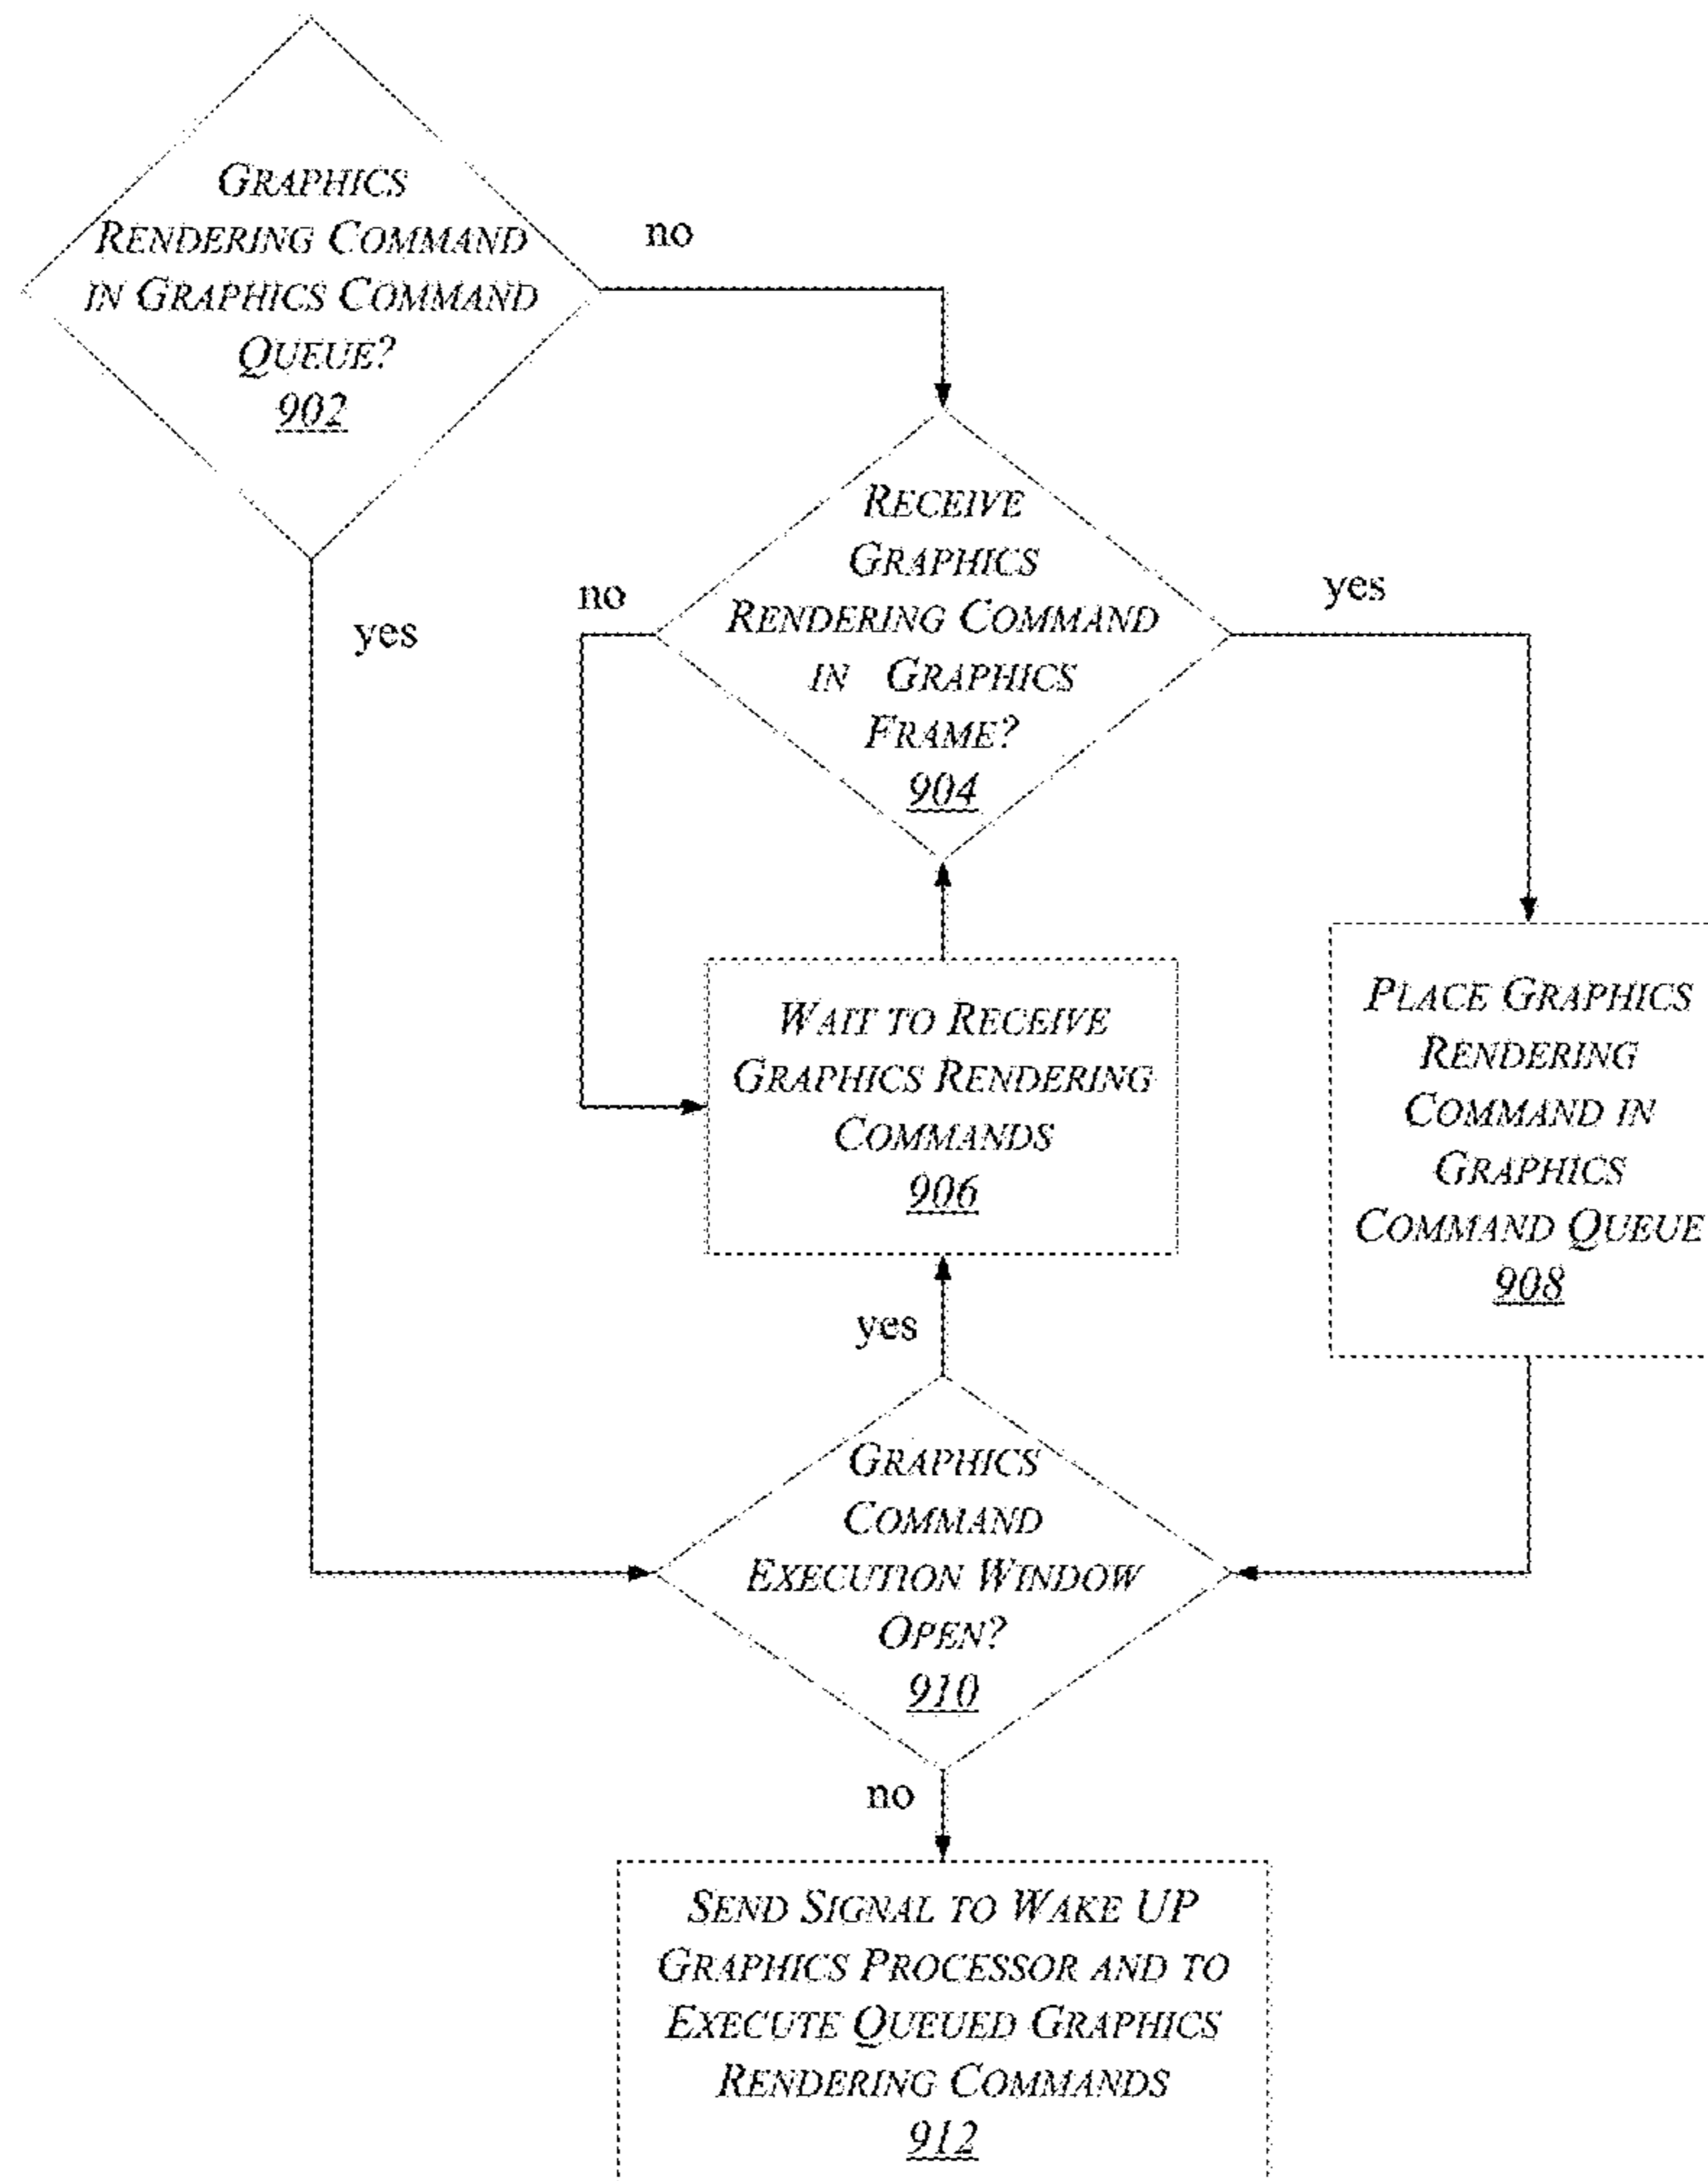 GRAPHICS
RENDERING COMMAND
IN GRAPHICS COMMAND
QUEUE?
902
no
yes
RECEIVE
GRAPHICS
RENDERING COMMAND
IN GRAPHICS
FRAME?
904
no
yes
WAIT TO RECEIVE
GRAPHICS RENDERING
COMMANDS
906
PLACE GRAPHICS
RENDERING
COMMAND IN
GRAPHICS
COMMAND QUEUE
908
yes
GRAPHICS
COMMAND
EXECUTION WINDOW
OPEN?
910
no
SEND SIGNAL TO WAKE UP
GRAPHICS PROCESSOR AND TO
EXECUTE QUEUED GRAPHICS
RENDERING COMMANDS
912